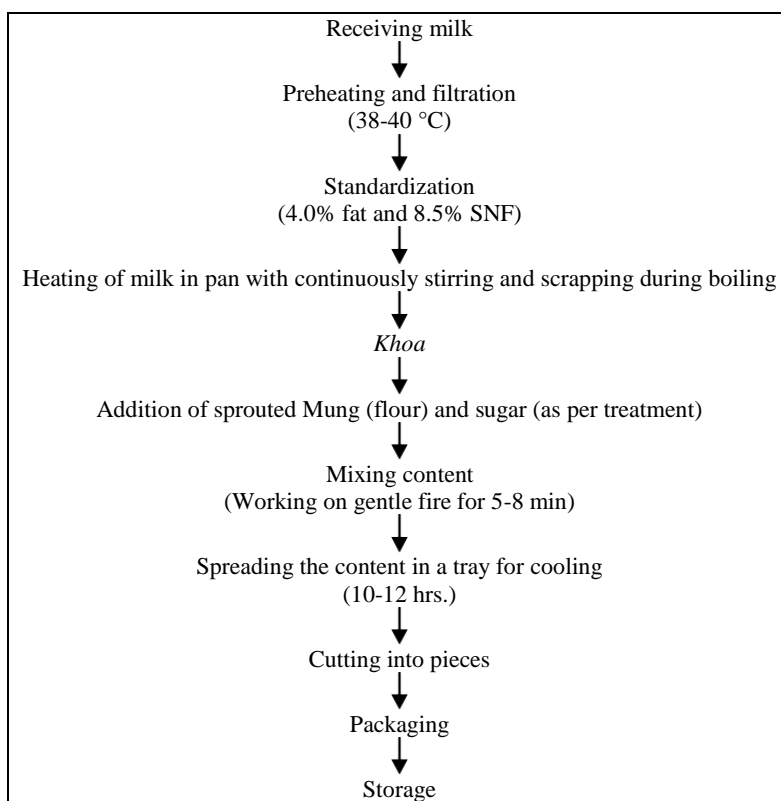 Receiving milk
Preheating and filtration
(38-40 °C)
Standardization
(4.0% fat and 8.5% SNF)
Heating of milk in pan with continuously stirring and scrapping during boiling
Khoa
Addition of sprouted Mung (flour) and sugar (as per treatment)
Mixing content
(Working on gentle fire for 5-8 min)
Spreading the content in a tray for cooling
(10-12 hrs.)
Cutting into pieces
Packaging
Storage